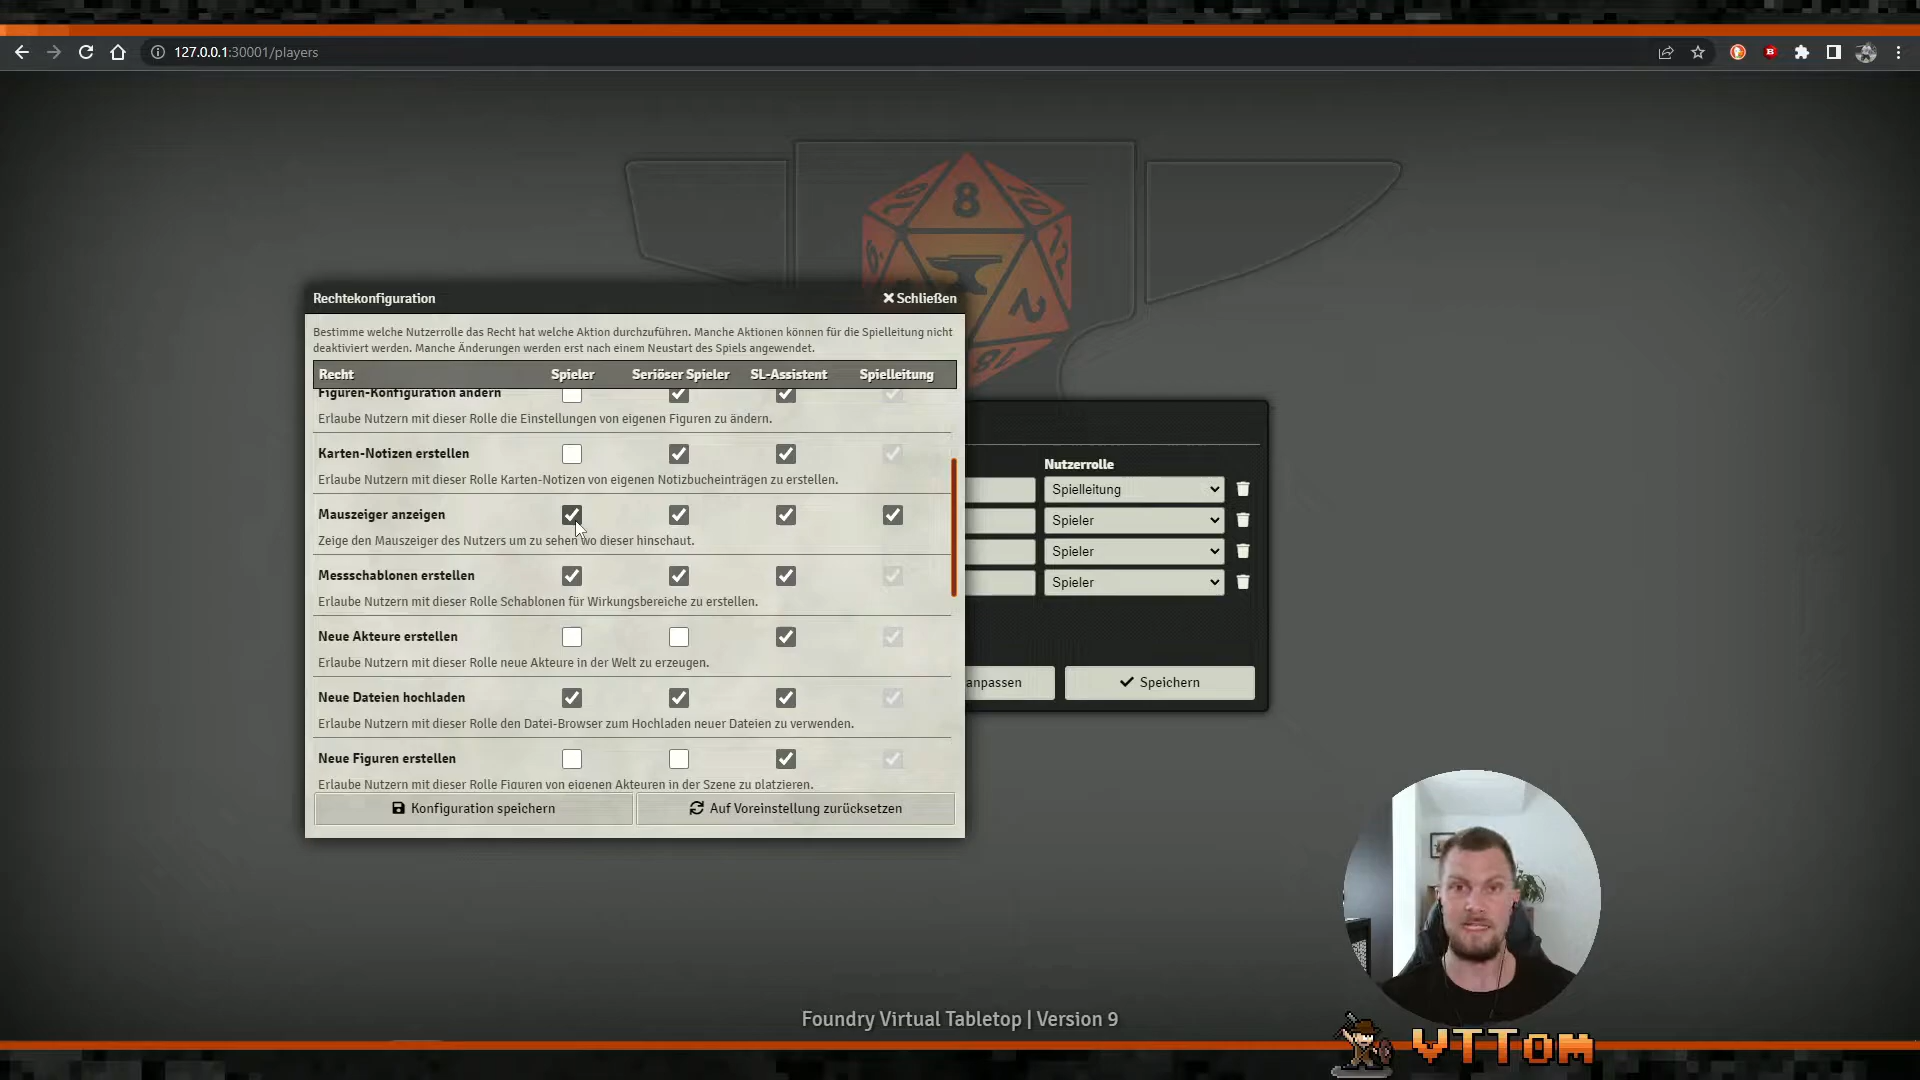 127.0.0.1:30001/players
8
Rechtekonfiguration
Schließen
Bestimme welche Nutzerrolle das Recht hat welche Aktion durchzuführen. Manche Aktionen können für die Spielleitung nicht
deaktiviert werden. Manche Änderungen werden erst nach einem Neustart des Spiels angewendet.
Recht Spieler Seriöser Spieler SL-Assistent Spielleitung
Figuren-Konfiguration ändern
Erlaube Nutzern mit dieser Rolle die Einstellungen von eigenen Figuren zu ändern.
Karten-Notizen erstellen
Erlaube Nutzern mit dieser Rolle Karten-Notizen von eigenen Notizbucheinträgen zu erstellen.
Mauszeiger anzeigen
Zeige den Mauszeiger des Nutzers um zu sehen wo dieser hinschaut.
Messschablonen erstellen
Erlaube Nutzern mit dieser Rolle Schablonen für Wirkungsbereiche zu erstellen.
Neue Akteure erstellen
Erlaube Nutzern mit dieser Rolle neue Akteure in der Welt zu erzeugen.
Neue Dateien hochladen
Erlaube Nutzern mit dieser Rolle den Datei-Browser zum Hochladen neuer Dateien zu verwenden.
Neue Figuren erstellen
Erlaube Nutzern mit dieser Rolle Figuren von eigenen Akteuren in der Szene zu platzieren.
Konfiguration speichern
Auf Voreinstellung zurücksetzen
Nutzerrolle
Spielleitung
Spieler
Spieler
Spieler
anpassen
Speichern
Foundry Virtual Tabletop | Version 9
VTTom